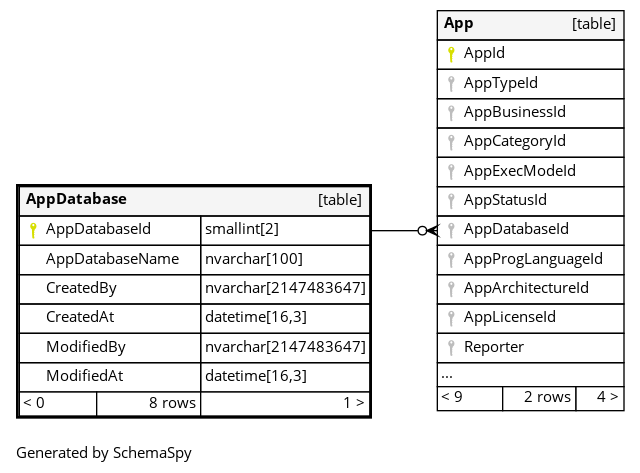 App [table]
AppId
AppTypeId
AppBusinessId
AppCategoryId
AppExecModeId
AppStatusId
AppDatabaseId
AppProgLanguageId
AppArchitectureId
AppLicenseId
Reporter
...
< 9 2 rows 4 >
AppDatabase [table]
AppDatabaseId smallint[2]
AppDatabaseName nvarchar[100]
CreatedBy nvarchar[2147483647]
CreatedAt datetime[16,3]
ModifiedBy nvarchar[2147483647]
ModifiedAt datetime[16,3]
< 0 8 rows 1 >
Generated by SchemaSpy